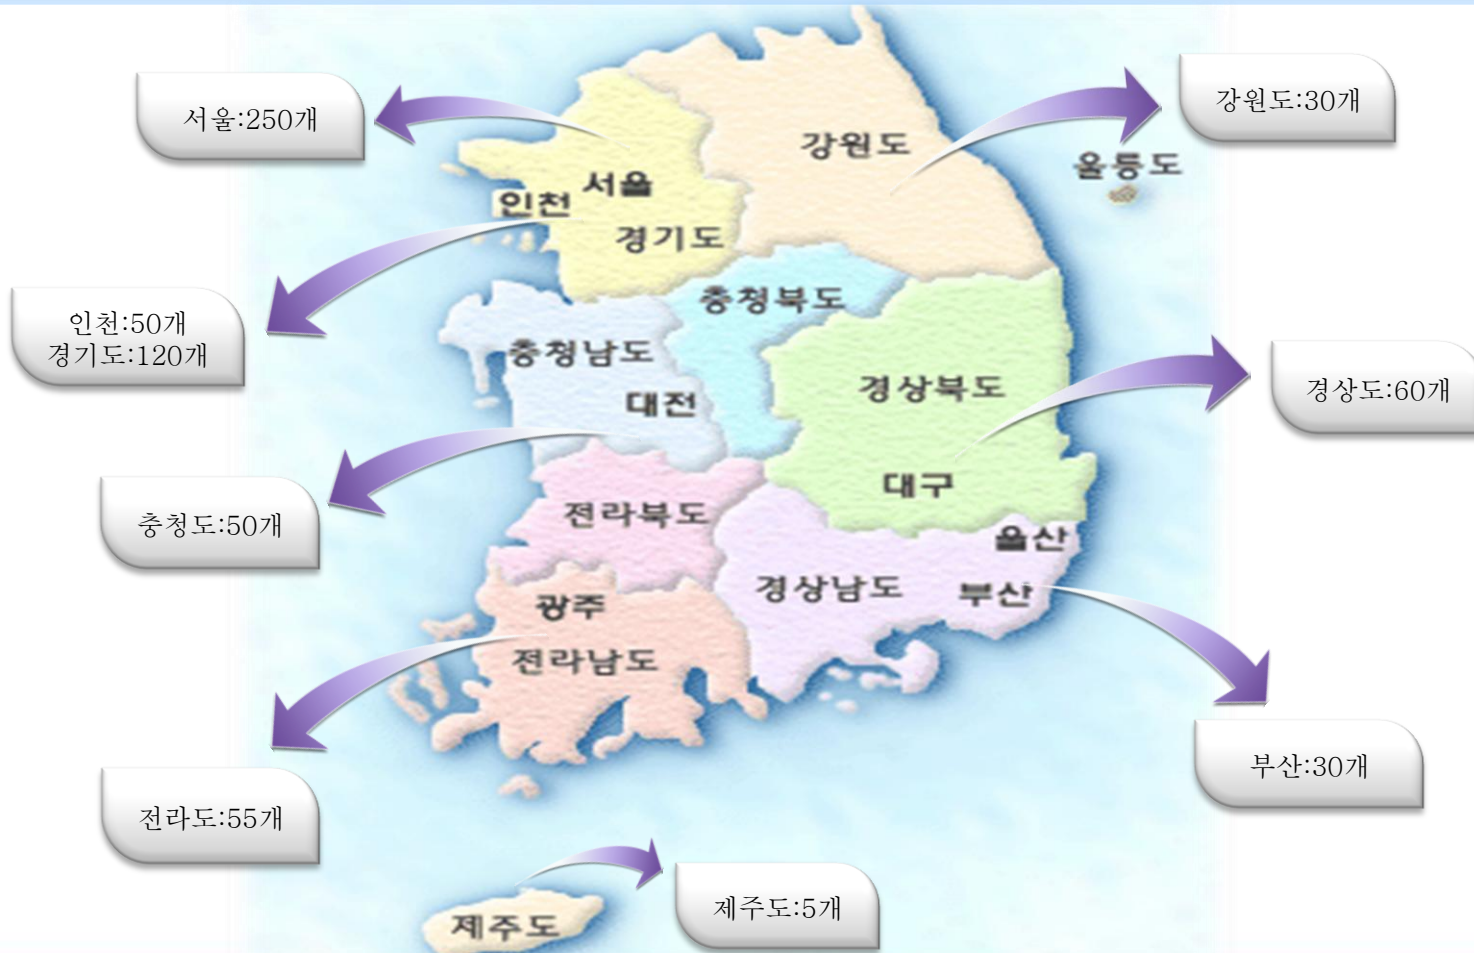 서울:250개
강원도:30개
강원도
울릉도
서울
인천
경기도
인천:50개
경기도:120개
충청북도
충청남도
대전
경상북도
경상도:60개
대구
충청도:50개
전라북도
울산
경상남도
부산
광주
전라남도
부산:30개
전라도:55개
제주도
제주도:5개